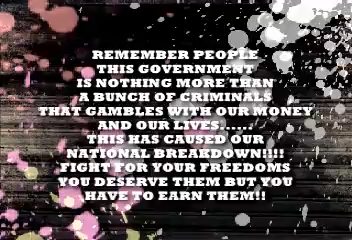 REMEMBER PEOPLE
THIS GOVERNMENT
IS NOTHING MORE THAN
A BUNCH OF CRIMINALS
THAT GAMBLES WITH OUR MONEY
AND OUR LIVES......
THIS HAS CAUSED OUR
NATIONAL BREAKDOWN!!!!
FIGHT FOR YOUR FREEDOMS
YOU DESERVE THEM BUT YOU
HAVE TO EARN THEM!!